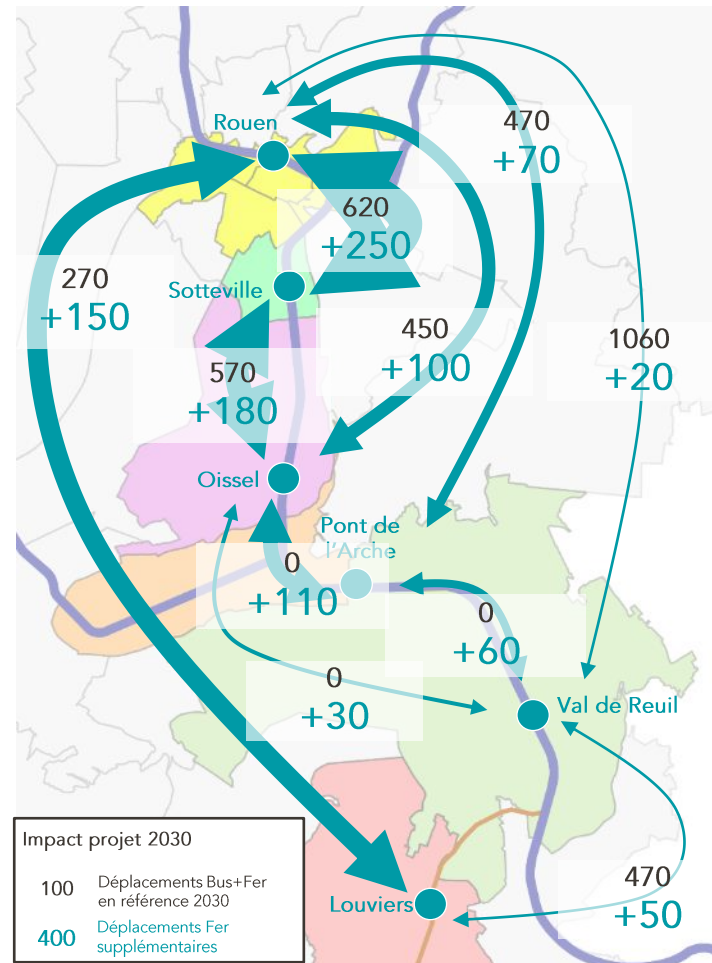 Rouen
470
+70
620
+250
Sotteville
270
+150
450
+100
1060
+20
570
+180
Oissel
Pont de
l'Arche
0
+110
0
+60
0
+30
Val de Reuil
Impact projet 2030
100 Déplacements Bus+Fer
en référence 2030
400 Déplacements Fer
supplémentaires
Louviers
470
+50